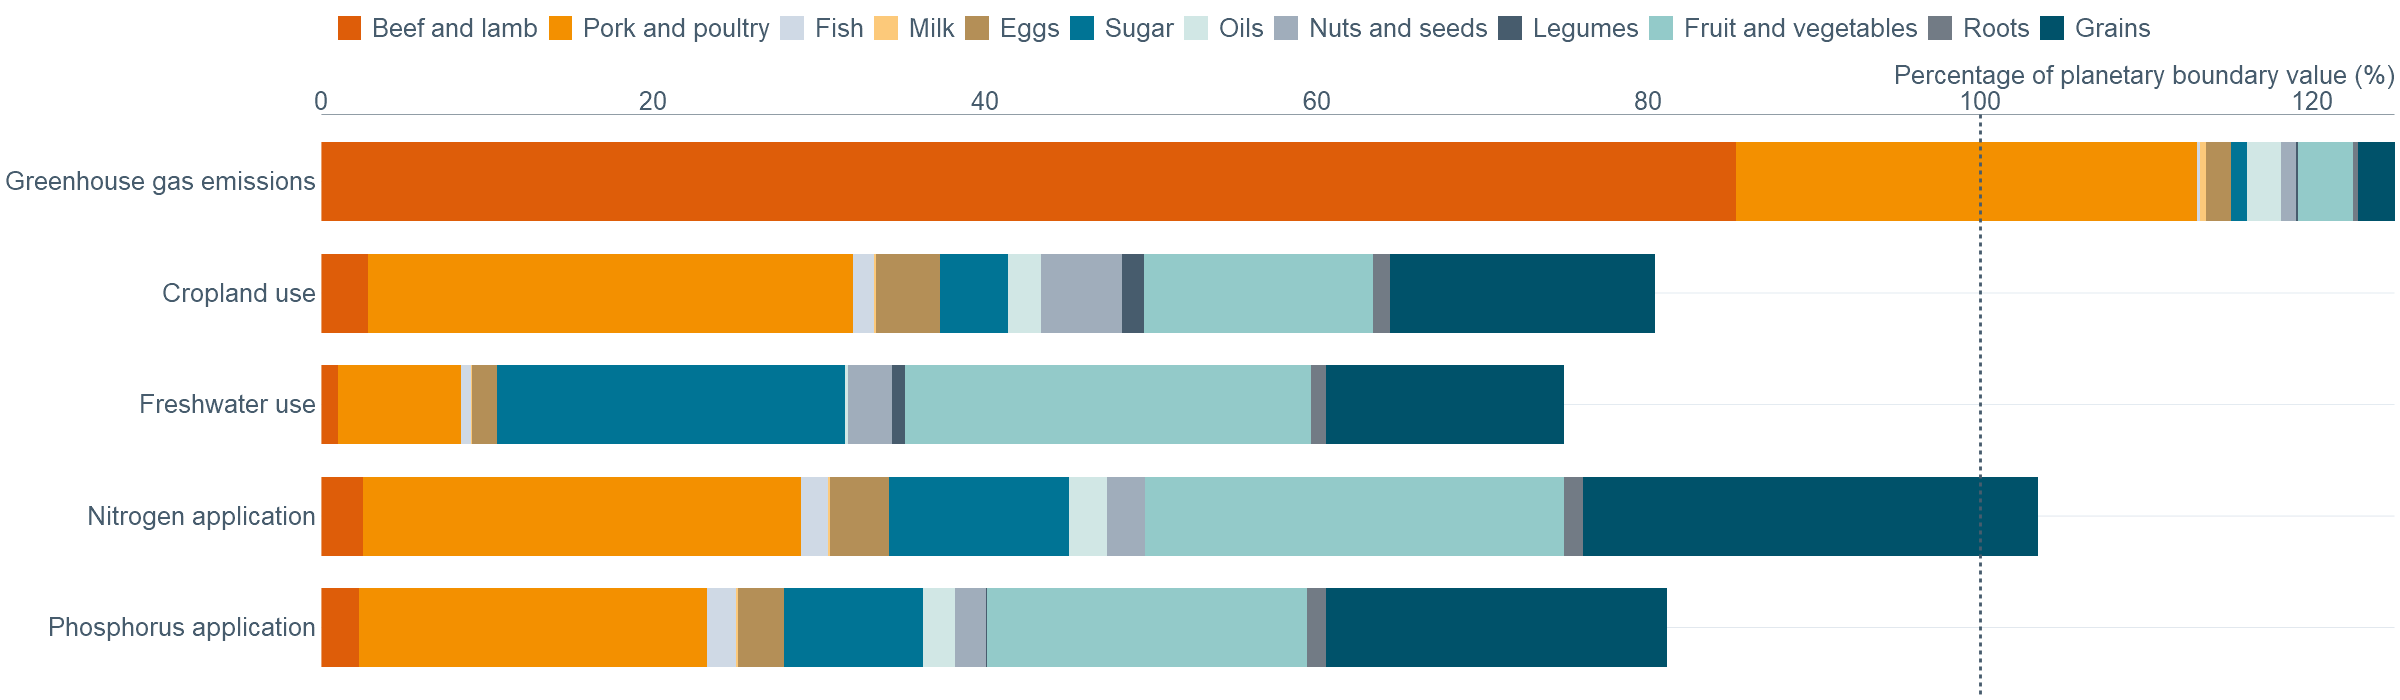 Beef and lamb Pork and poultry Fish Milk Eggs Sugar Oils Nuts and seeds Legumes Fruit and vegetables Roots Grains
Percentage of planetary boundary value (%)
0 20 40 60 80 100 120
Greenhouse gas emissions
Cropland use
Freshwater use
Nitrogen application
Phosphorus application